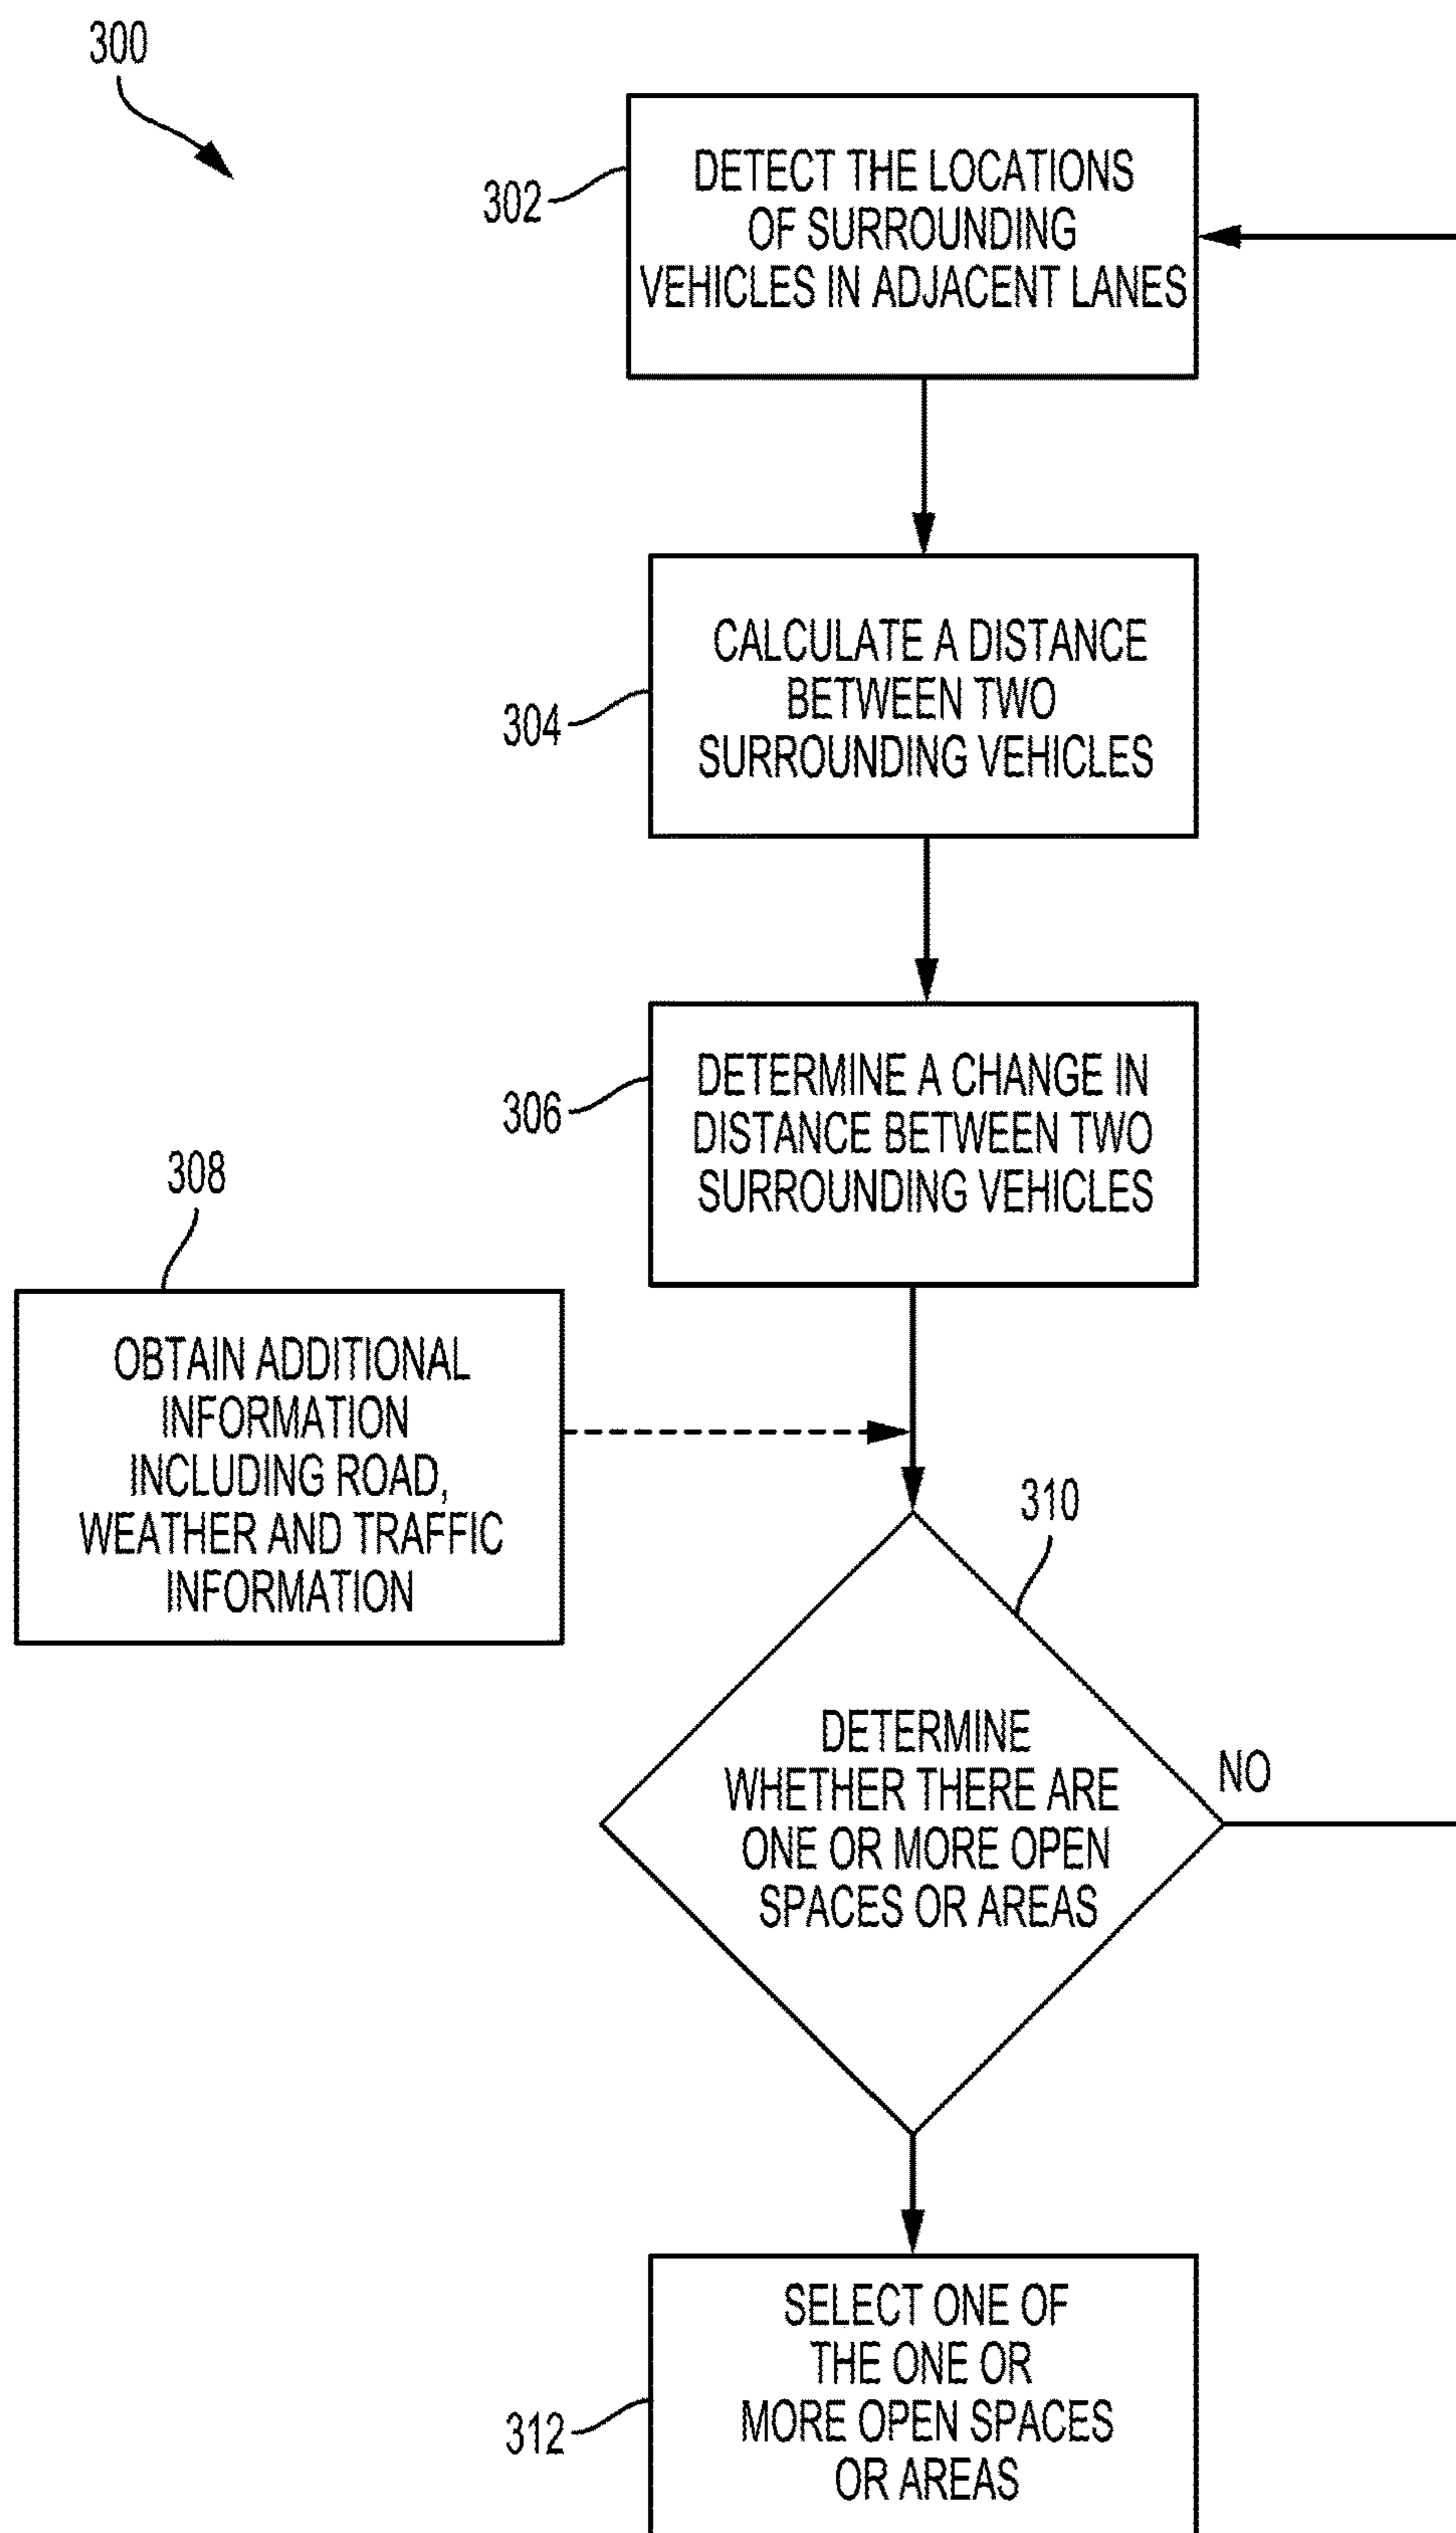 300
302
DETECT THE LOCATIONS
OF SURROUNDING
VEHICLES IN ADJACENT LANES
304
CALCULATE A DISTANCE
BETWEEN TWO
SURROUNDING VEHICLES
306
DETERMINE A CHANGE IN
DISTANCE BETWEEN TWO
SURROUNDING VEHICLES
308
OBTAIN ADDITIONAL
INFORMATION
INCLUDING ROAD,
WEATHER AND TRAFFIC
INFORMATION
310
DETERMINE
WHETHER THERE ARE
ONE OR MORE OPEN
SPACES OR AREAS
NO
312
SELECT ONE OF
THE ONE OR
MORE OPEN SPACES
OR AREAS